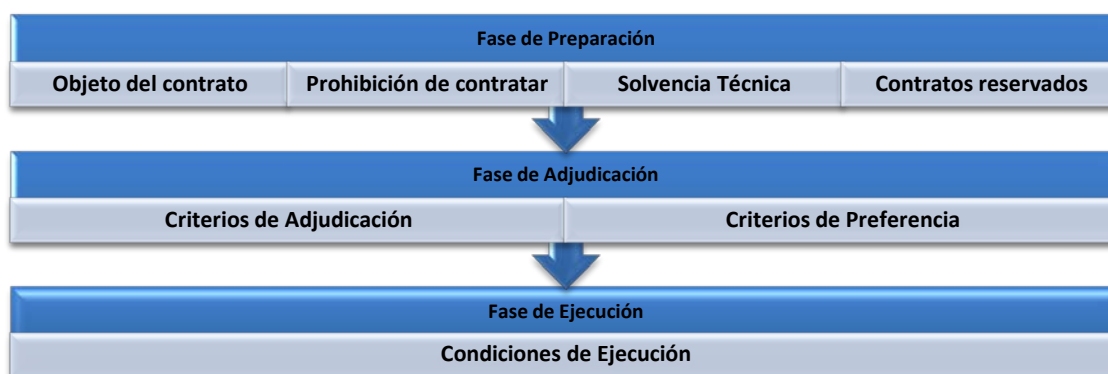 Fase de Preparación
Objeto del contrato Prohibición de contratar Solvencia Técnica Contratos reservados
Fase de Adjudicación
Criterios de Adjudicación Criterios de Preferencia
Fase de Ejecución
Condiciones de Ejecución